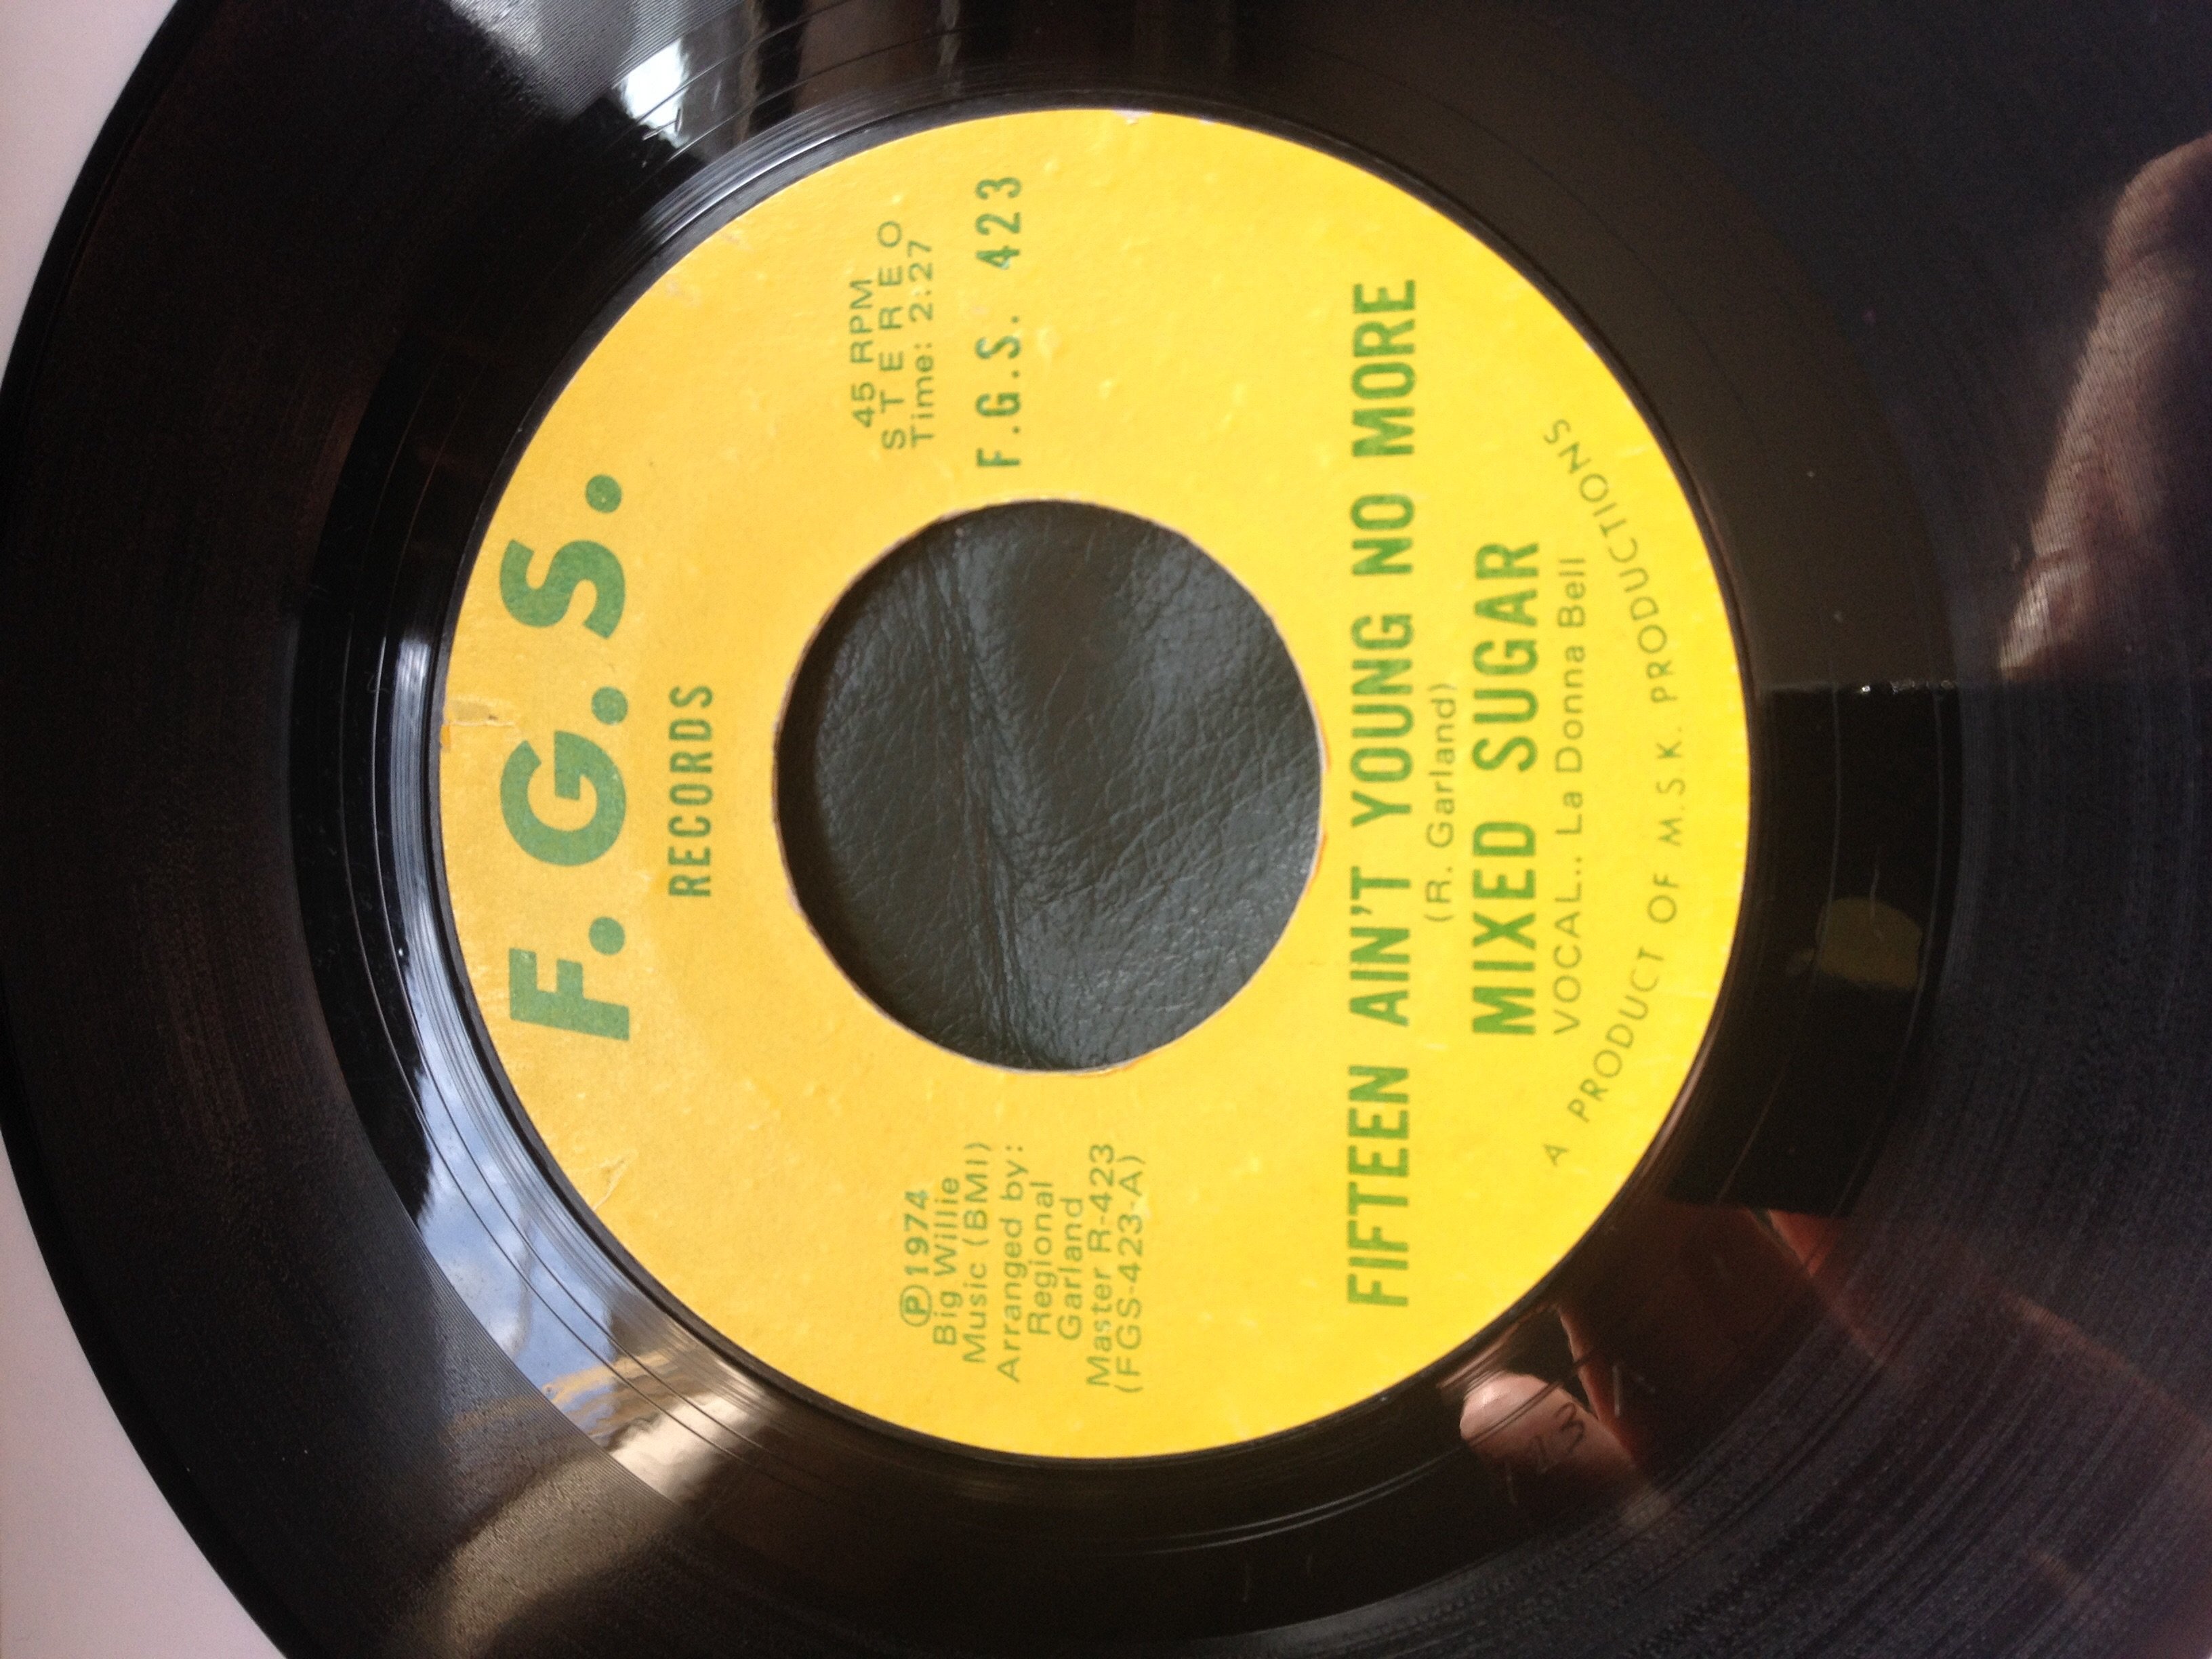 F. G. S.
RECORDS
45 RPM
STEREO
Time: 2:27
F.G.S. 423
Ⓟ1974
Big Willie
Music (BMI)
Arranged by:
Regional
Garland
Master R-423
(FGS-423-A)
FIFTEEN AIN'T YOUNG NO MORE
(R. Garland)
MIXED SUGAR
VOCAL.. La Donna Bell
A PRODUCT OF M.S.K. PRODUCTIONS